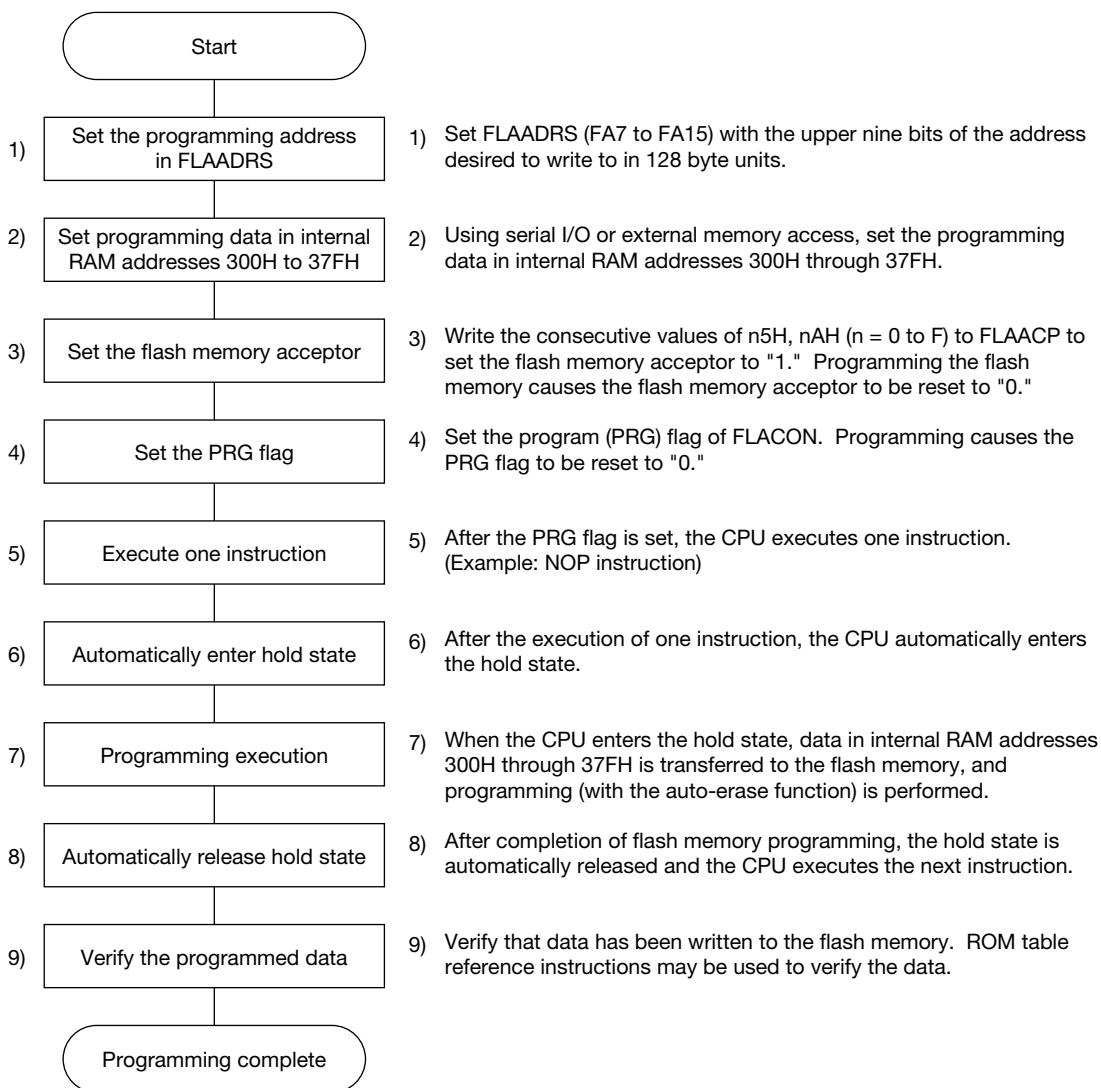 Start
1)
Set the programming address
in FLAADRS
1) Set FLAADRS (FA7 to FA15) with the upper nine bits of the address
desired to write to in 128 byte units.
2)
Set programming data in internal
RAM addresses 300H to 37FH
2) Using serial I/O or external memory access, set the programming
data in internal RAM addresses 300H through 37FH.
3)
Set the flash memory acceptor
3) Write the consecutive values of n5H, nAH (n = 0 to F) to FLAACP to
set the flash memory acceptor to "1." Programming the flash
memory causes the flash memory acceptor to be reset to "0."
4)
Set the PRG flag
4) Set the program (PRG) flag of FLACON. Programming causes the
PRG flag to be reset to "0."
5)
Execute one instruction
5) After the PRG flag is set, the CPU executes one instruction.
(Example: NOP instruction)
6)
Automatically enter hold state
6) After the execution of one instruction, the CPU automatically enters
the hold state.
7)
Programming execution
7) When the CPU enters the hold state, data in internal RAM addresses
300H through 37FH is transferred to the flash memory, and
programming (with the auto-erase function) is performed.
8)
Automatically release hold state
8) After completion of flash memory programming, the hold state is
automatically released and the CPU executes the next instruction.
9)
Verify the programmed data
9) Verify that data has been written to the flash memory. ROM table
reference instructions may be used to verify the data.
Programming complete